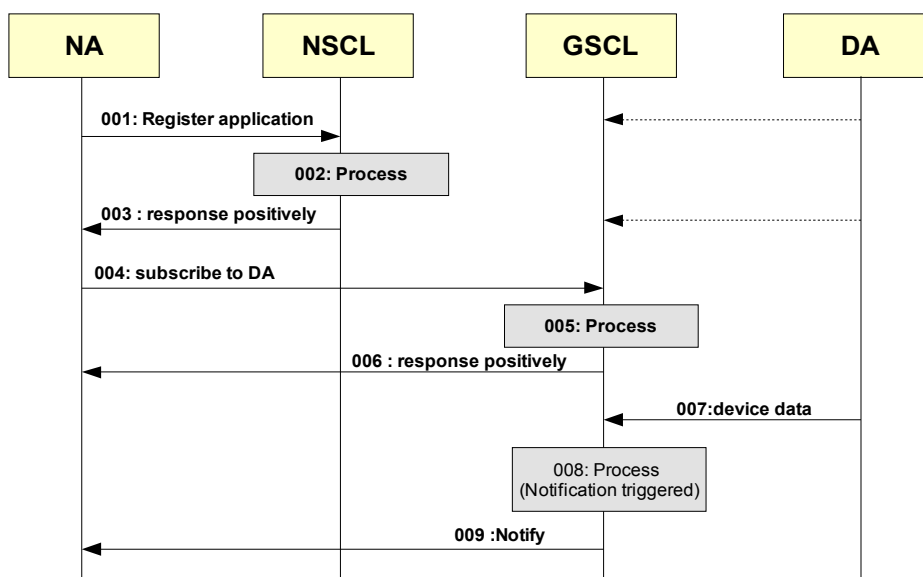 NA
NSCL
GSCL
DA
001: Register application
002: Process
003 : response positively
004: subscribe to DA
005: Process
006 : response positively
007:device data
008: Process
(Notification triggered)
009 :Notify